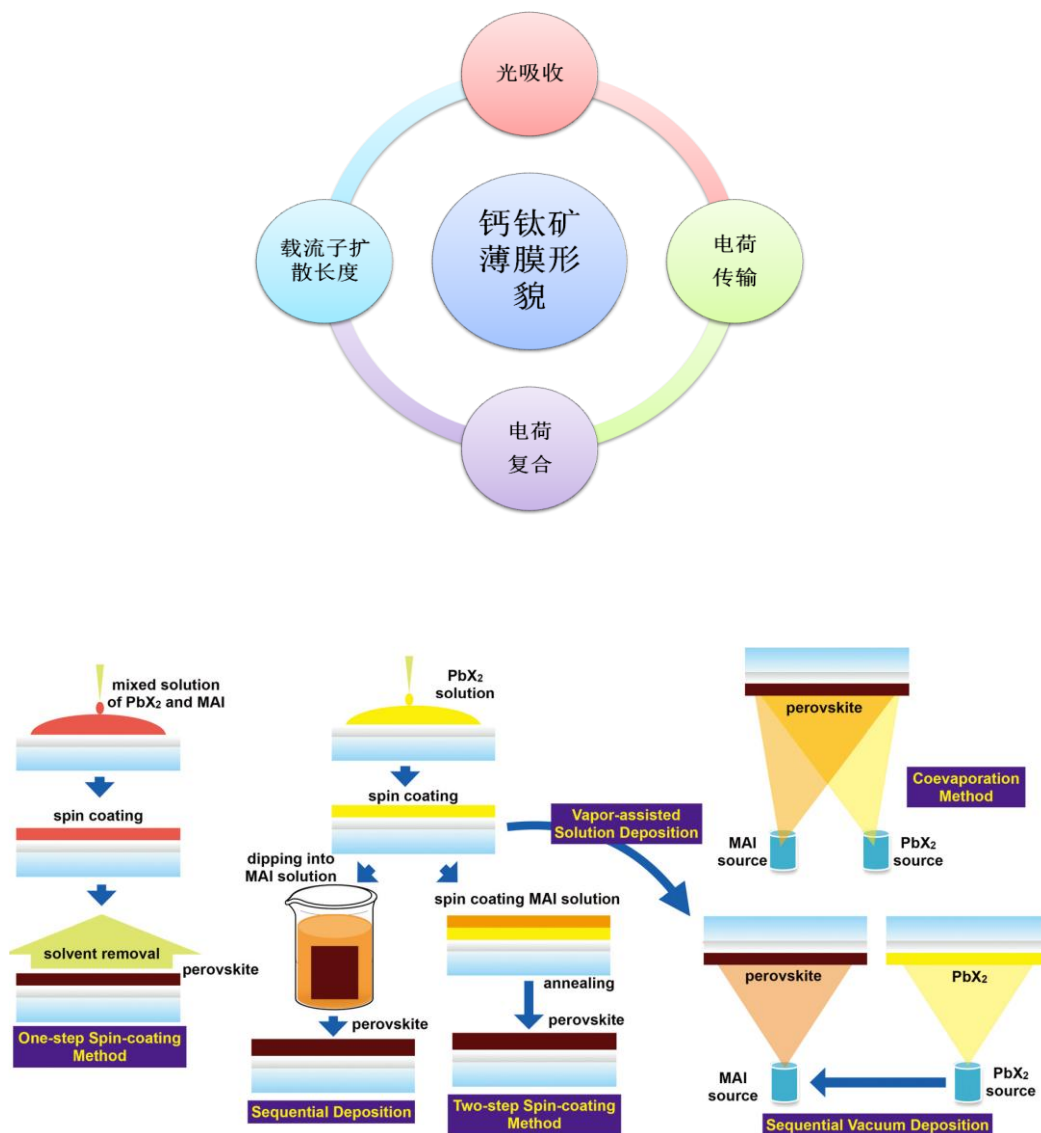 光吸收
载流子扩
散长度
钙钛矿
薄膜形
貌
电荷
传输
电荷
复合
mixed solution
of PbX₂ and MAI
spin coating
solvent removal
perovskite
One-step Spin-coating
Method
PbX₂
solution
spin coating
dipping into
MAI solution
perovskite
Sequential Deposition
spin coating MAI solution
annealing
perovskite
Two-step Spin-coating
Method
Vapor-assisted
Solution Deposition
perovskite
Coevaporation
Method
MAI
source
PbX₂
source
perovskite
PbX₂
MAI
source
PbX₂
source
Sequential Vacuum Deposition